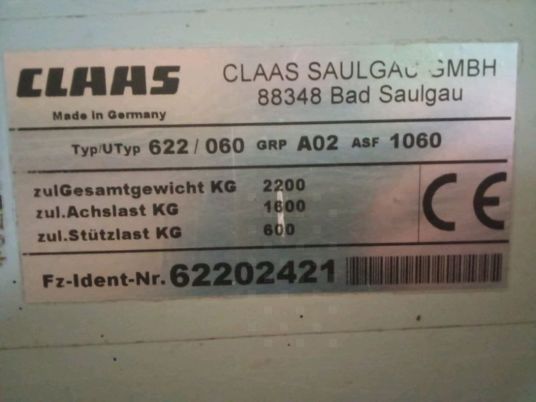 CLAAS
CLAAS SAULGAU GMBH
Made in Germany
88348 Bad Saulgau
Typ/UTyp 622 / 060 GRP A02 ASF 1060
zulGesamtgewicht KG 2200
zul.Achslast KG 1600
zul.Stützlast KG 600
CE
Fz-Ident-Nr. 62202421